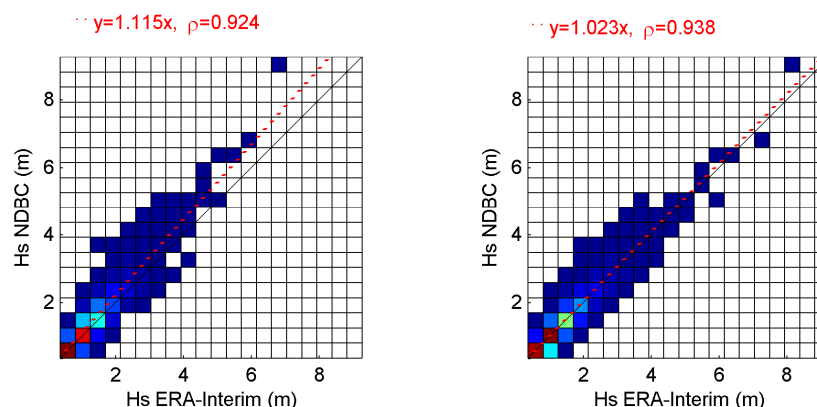 y=1.115x, ρ=0.924
8
6
4
2
2 4 6 8
Hs NDBC (m)
Hs ERA-Interim (m)
y=1.023x, ρ=0.938
8
6
4
2
2 4 6 8
Hs NDBC (m)
Hs ERA-Interim (m)